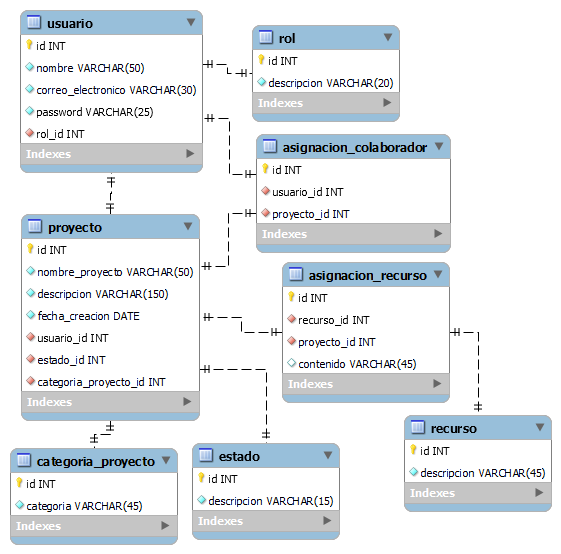 usuario
id INT
nombre VARCHAR(50)
correo_electronico VARCHAR(30)
password VARCHAR(25)
rol_id INT
Indexes
rol
id INT
descripcion VARCHAR(20)
Indexes
asignacion_colaborador
id INT
usuario_id INT
proyecto_id INT
Indexes
proyecto
id INT
nombre_proyecto VARCHAR(50)
descripcion VARCHAR(150)
fecha_creacion DATE
usuario_id INT
estado_id INT
categoria_proyecto_id INT
Indexes
asignacion_recurso
id INT
recurso_id INT
proyecto_id INT
contenido VARCHAR(45)
Indexes
recurso
id INT
descripcion VARCHAR(45)
Indexes
categoria_proyecto
id INT
categoria VARCHAR(45)
Indexes
estado
id INT
descripcion VARCHAR(15)
Indexes